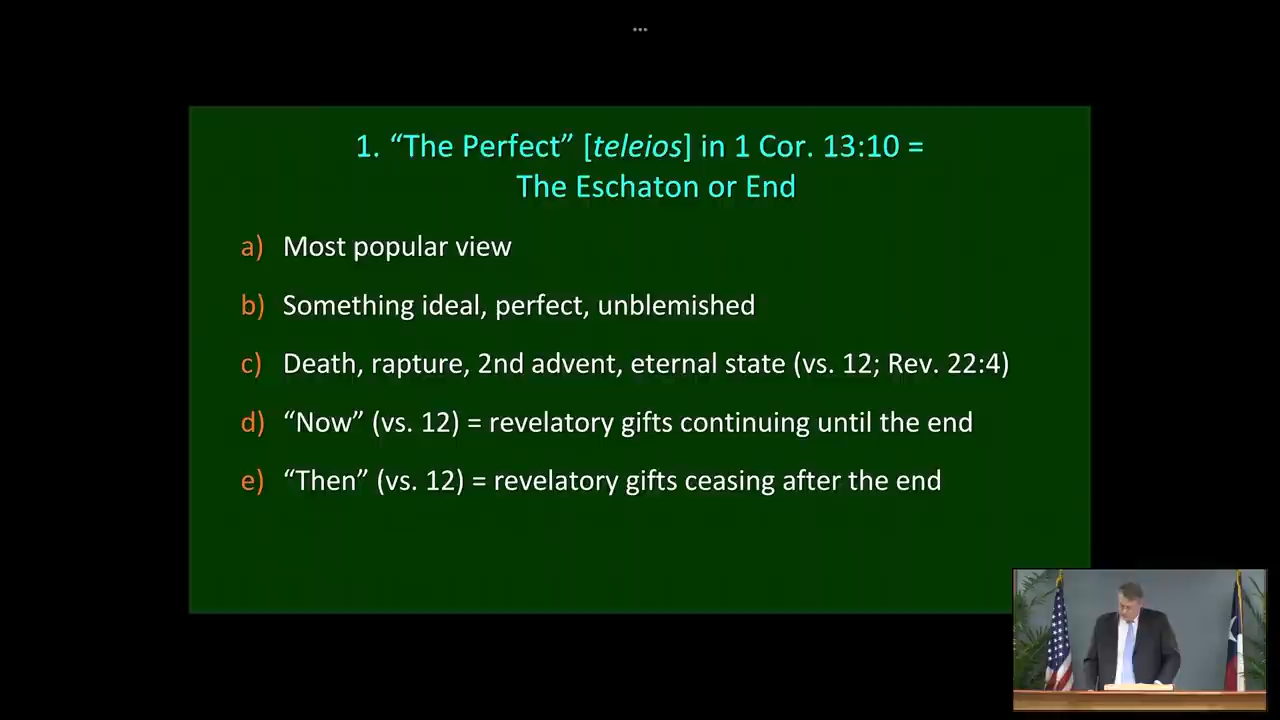 1. “The Perfect” [teleios] in 1 Cor. 13:10 =
The Eschaton or End
a) Most popular view
b) Something ideal, perfect, unblemished
c) Death, rapture, 2nd advent, eternal state (vs. 12; Rev. 22:4)
d) “Now” (vs. 12) = revelatory gifts continuing until the end
e) “Then” (vs. 12) = revelatory gifts ceasing after the end